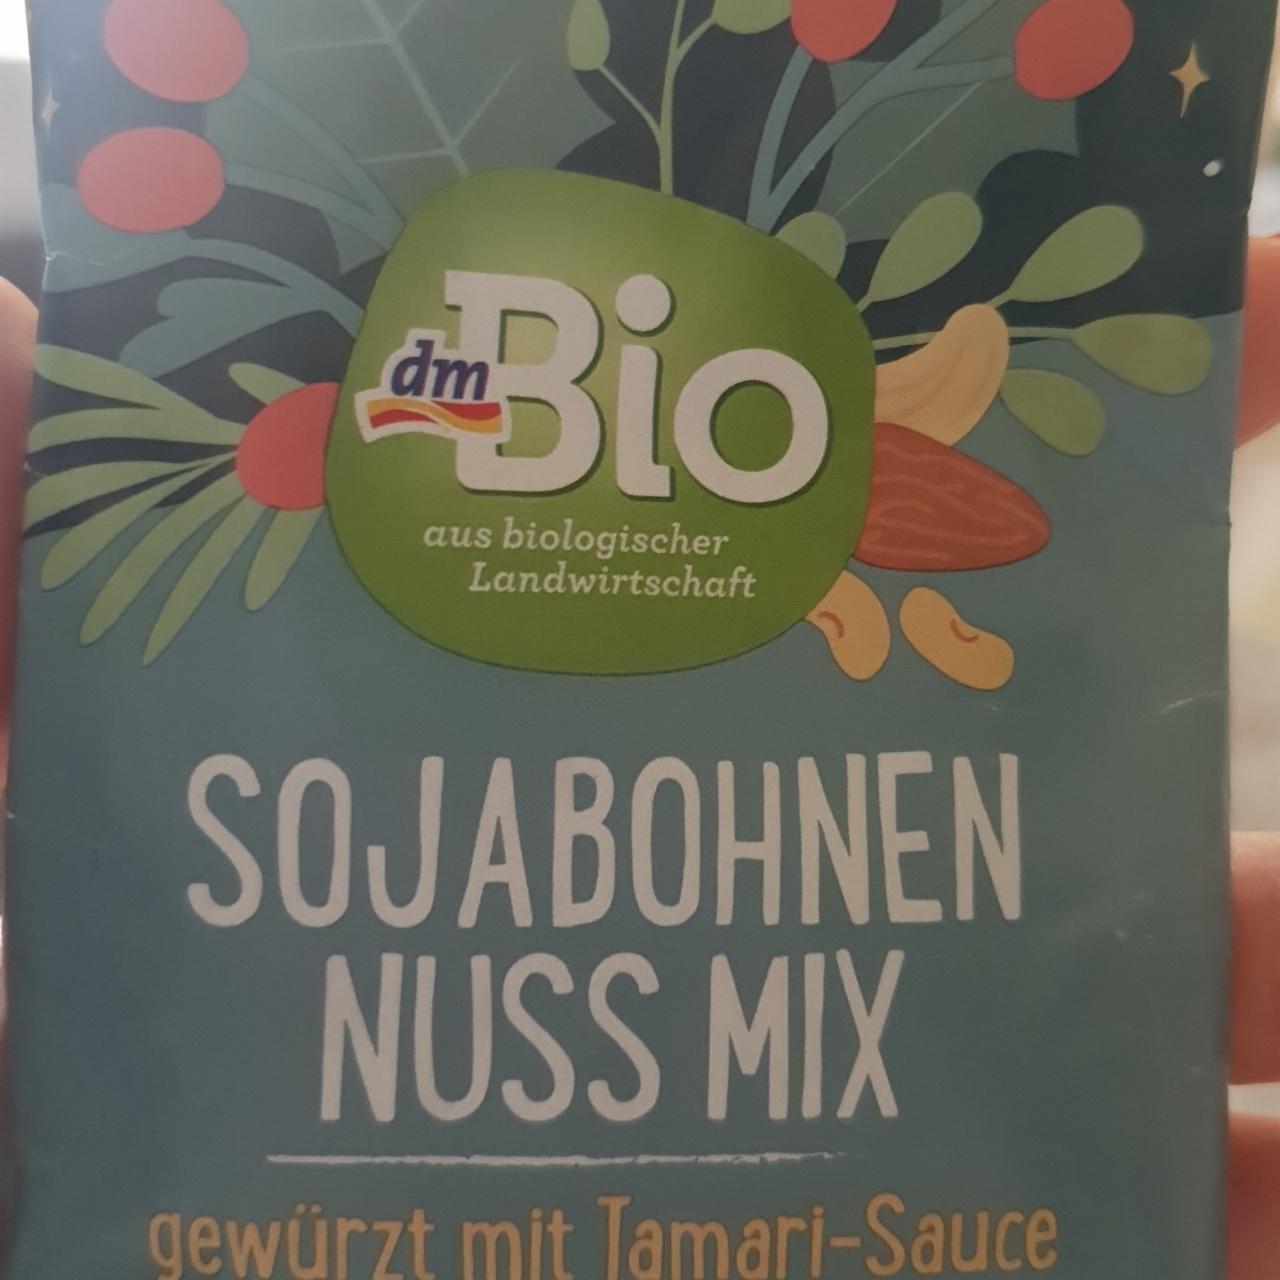 dm
Bio
aus biologischer
Landwirtschaft
SOJABOHNEN
NUSS MIX
gewürzt mit Tamari-Sauce